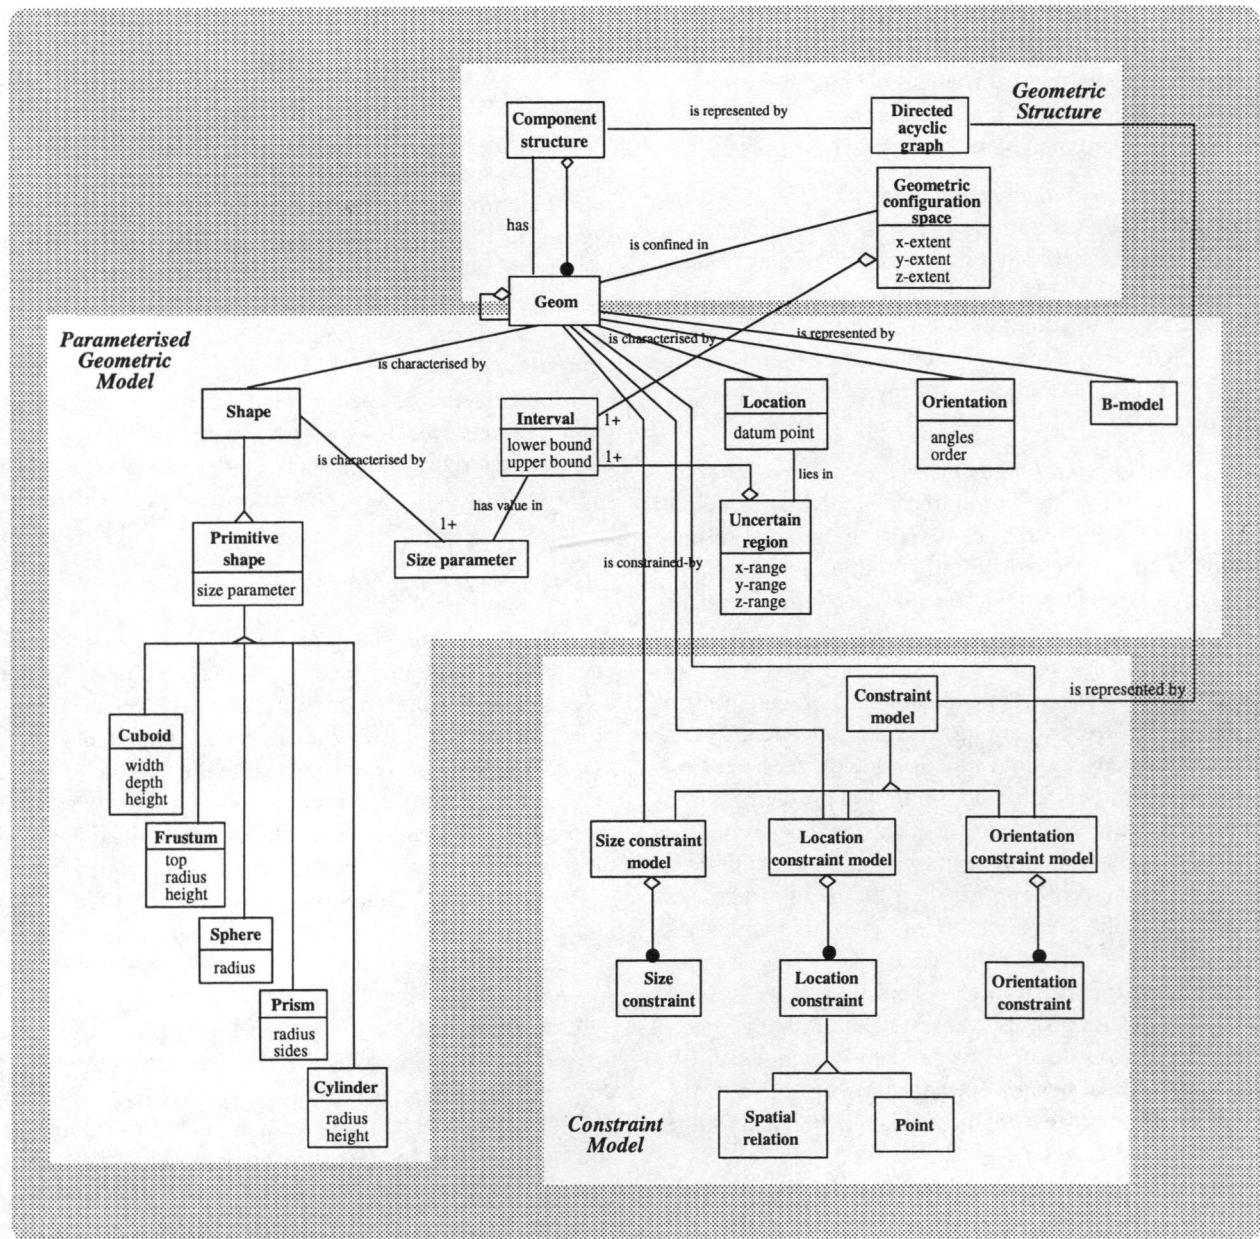 Geometric
Structure
Component
structure
is represented by
Directed
acyclic
graph
Geometric
configuration
space
x-extent
y-extent
z-extent
has
is confined in
Geom
Parameterised
Geometric
Model
is characterised by
is characterised by
is represented by
Shape
Interval
lower bound
upper bound
1+
1+
Location
datum point
Orientation
angles
order
B-model
is characterised by
lies in
has value in
1+
Size parameter
Primitive
shape
size parameter
Uncertain
region
x-range
y-range
z-range
is constrained-by
Constraint
model
is represented by
Cuboid
width
depth
height
Frustum
top
radius
height
Sphere
radius
Prism
radius
sides
Cylinder
radius
height
Size constraint
model
Location
constraint model
Orientation
constraint model
Size
constraint
Location
constraint
Orientation
constraint
Spatial
relation
Point
Constraint
Model